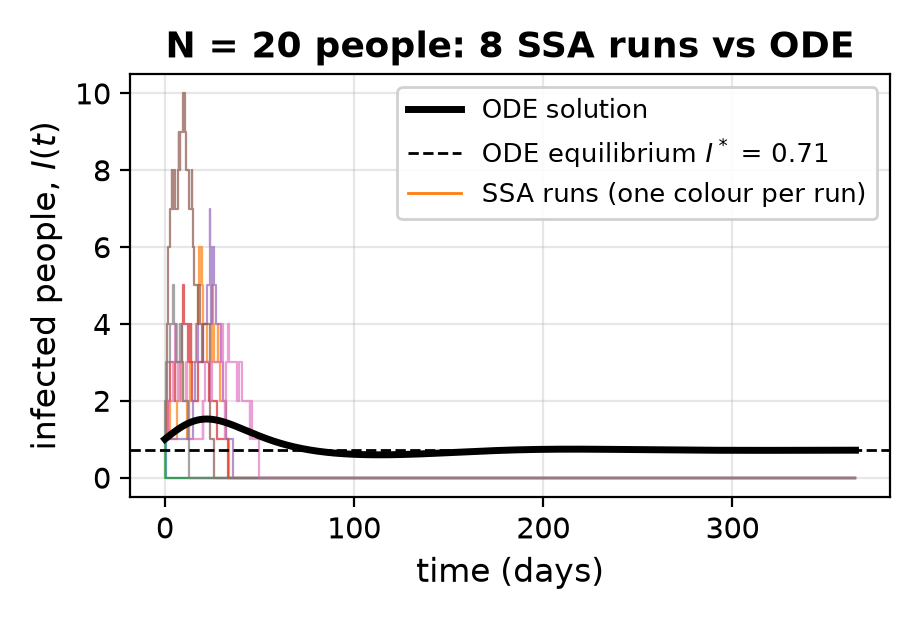 N = 20 people: 8 SSA runs vs ODE
ODE solution
ODE equilibrium I* = 0.71
SSA runs (one colour per run)
infected people, I(t)
10
8
6
4
2
0
0 100 200 300
time (days)